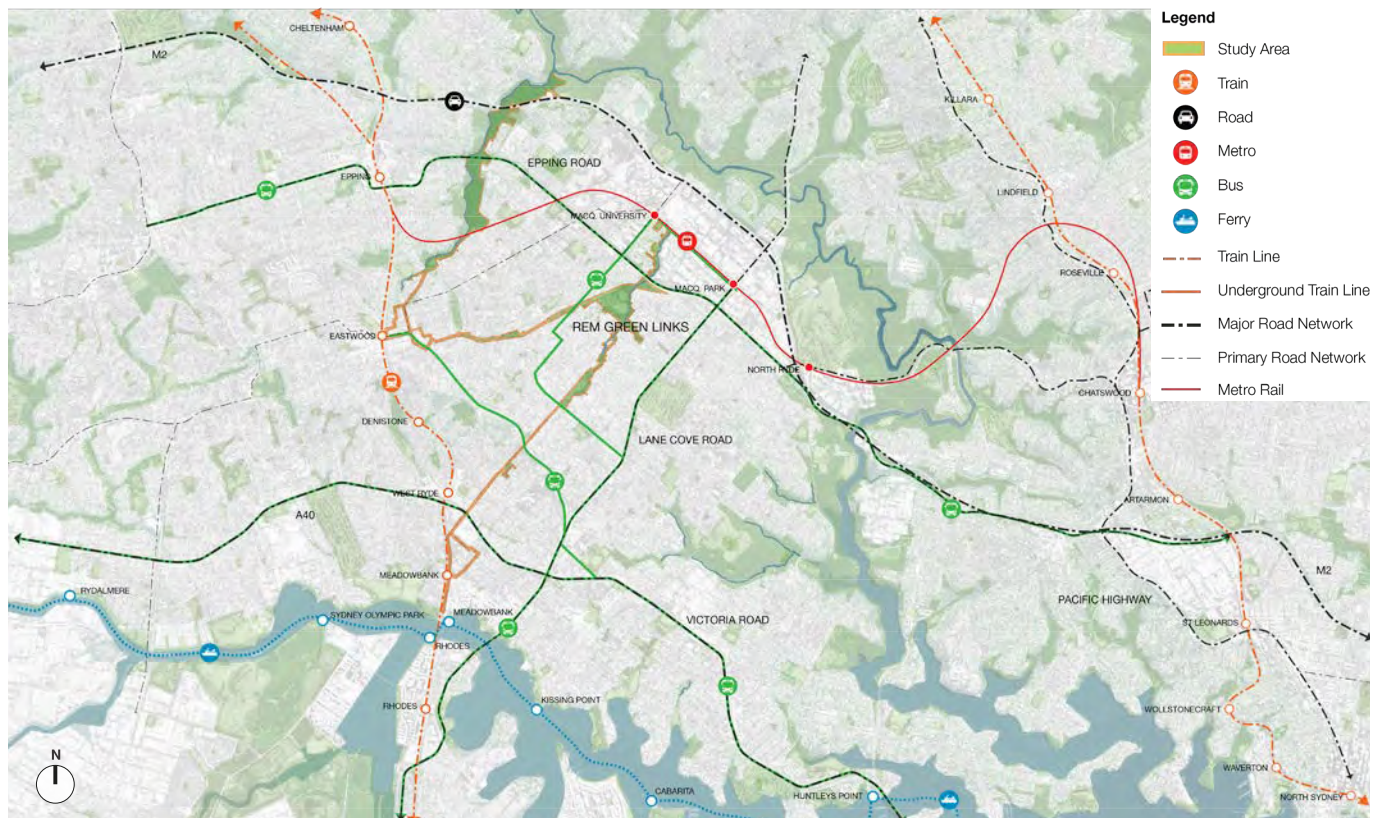 CHELTENHAM
M2
EPPING
EPPING ROAD
MACQ. UNIVERSITY
MACQ. PARK
KILLARA
LINDFIELD
ROSEVILLE
EASTWOOD
REM GREEN LINKS
NORTH RYDE
CHATSWOOD
DENISTONE
LANE COVE ROAD
WEST RYDE
A40
ARTARMON
MEADOWBANK
M2
RYDALMERE
SYDNEY OLYMPIC PARK
MEADOWBANK
VICTORIA ROAD
PACIFIC HIGHWAY
ST LEONARDS
RHODES
RHODES
KISSING POINT
WOLLSTONECRAFT
N
CABARITA
HUNTLEYS POINT
WAVERTON
NORTH SYDNEY
Legend
Study Area
Train
Road
Metro
Bus
Ferry
Train Line
Underground Train Line
Major Road Network
Primary Road Network
Metro Rail